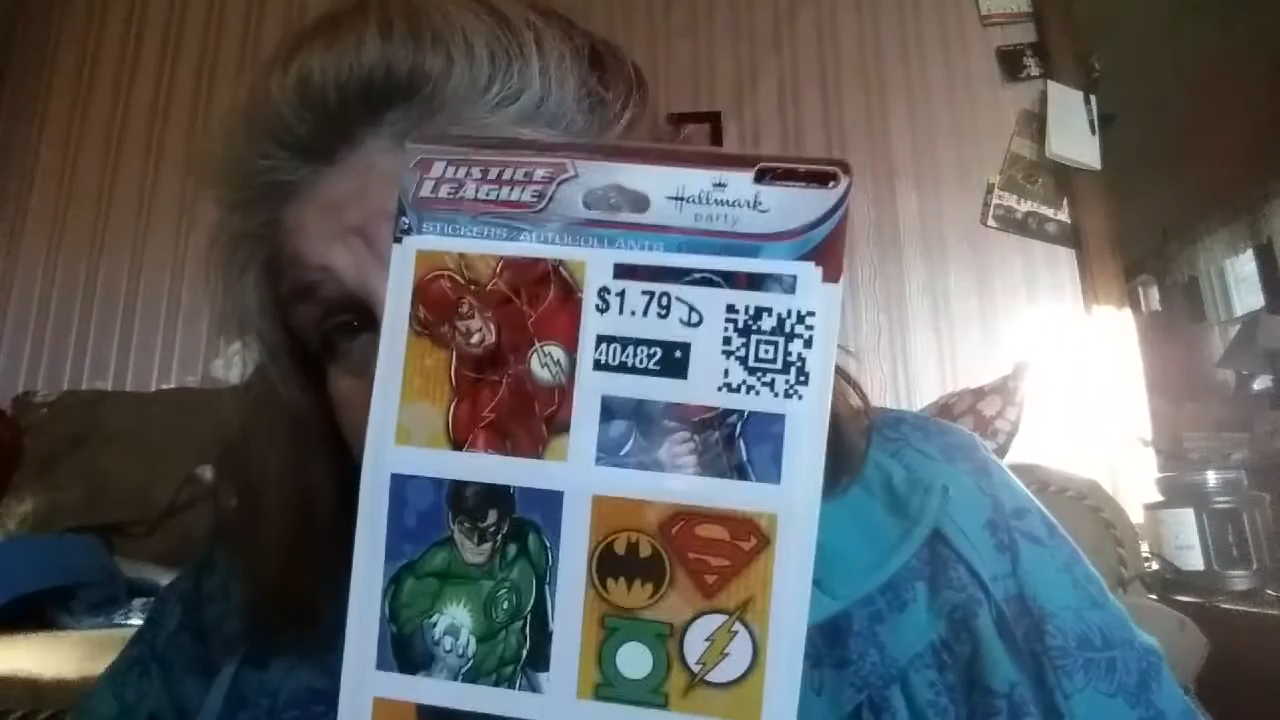 JUSTICE
LEAGUE
Hallmark
party
STICKERS/AUTOCOLLANTS
$1.79 D
40482 *